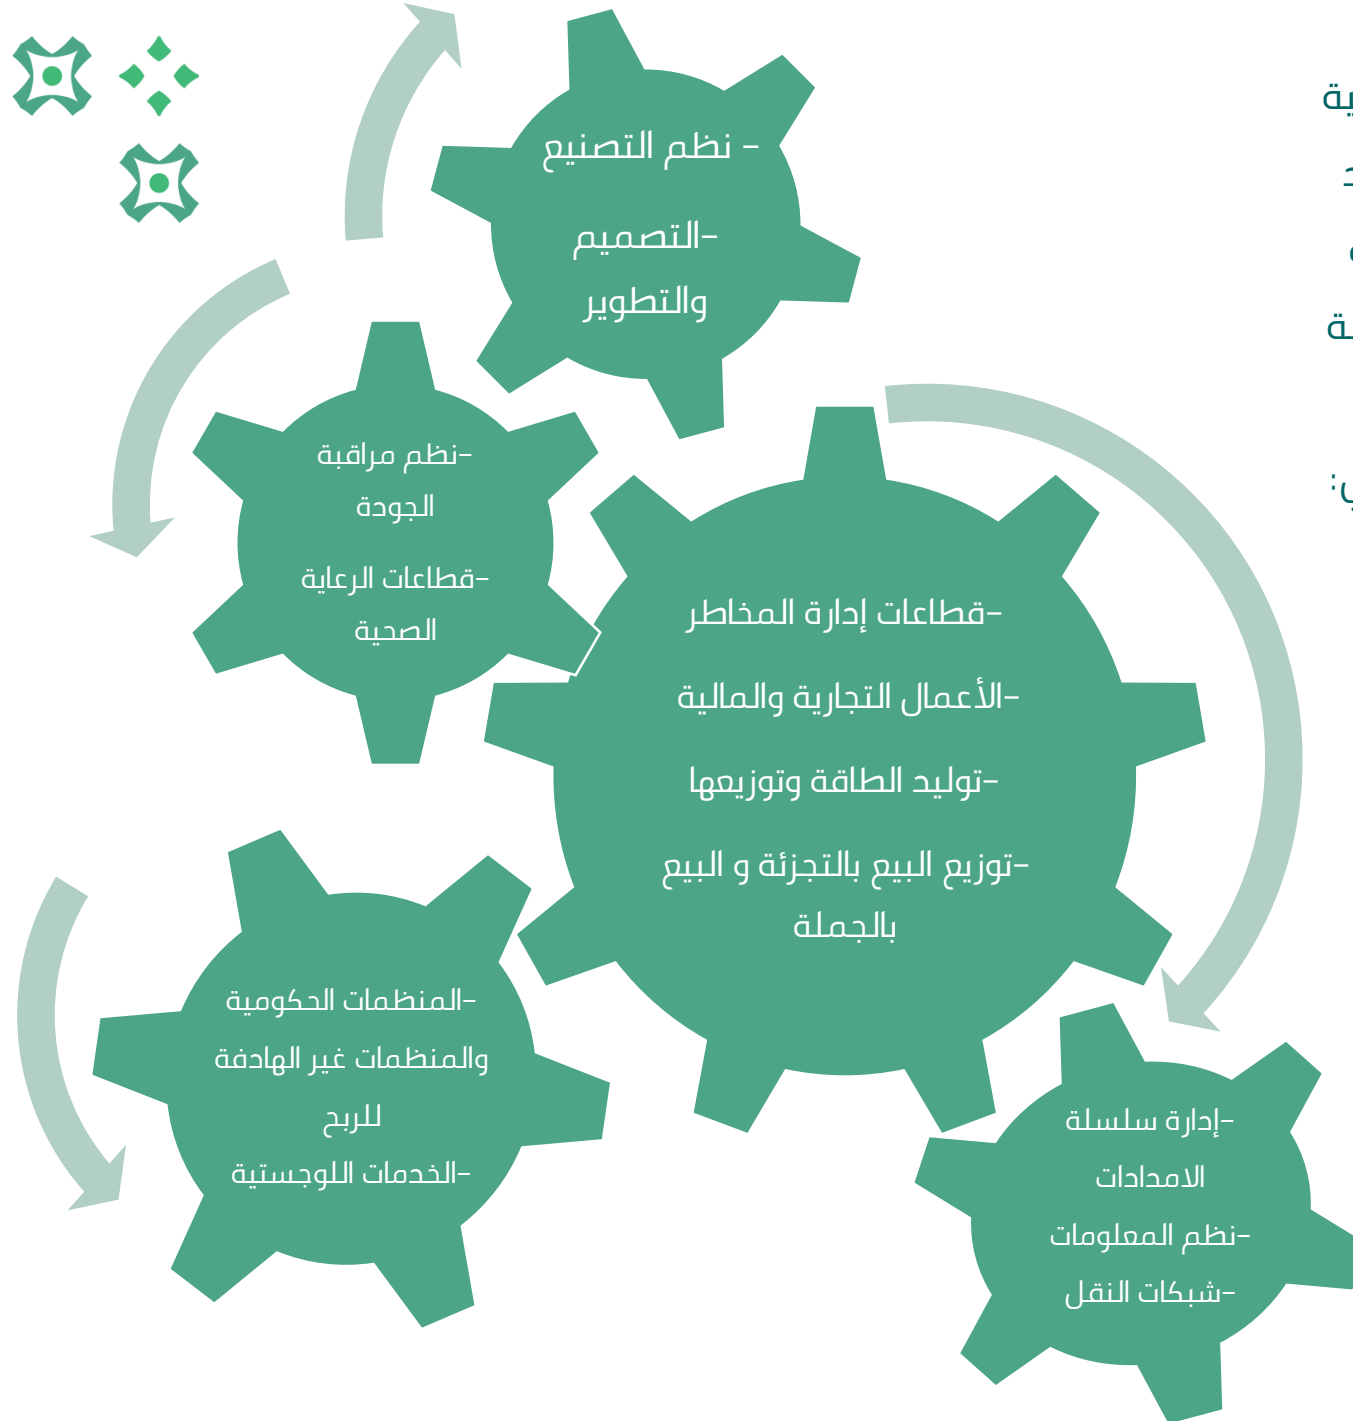 - نظم التصنيع
-التصميم
والتطوير
-نظم مراقبة
الجودة
-قطاعات الرعاية
الصحية
-قطاعات إدارة المخاطر
-الأعمال التجارية والمالية
-توليد الطاقة وتوزيعها
-توزيع البيع بالتجزئة و البيع
بالجملة
-المنظمات الحكومية
والمنظمات غير الهادفة
للربح
-الخدمات اللوجستية
-إدارة سلسلة
الامدادات
-نظم المعلومات
-شبكات النقل